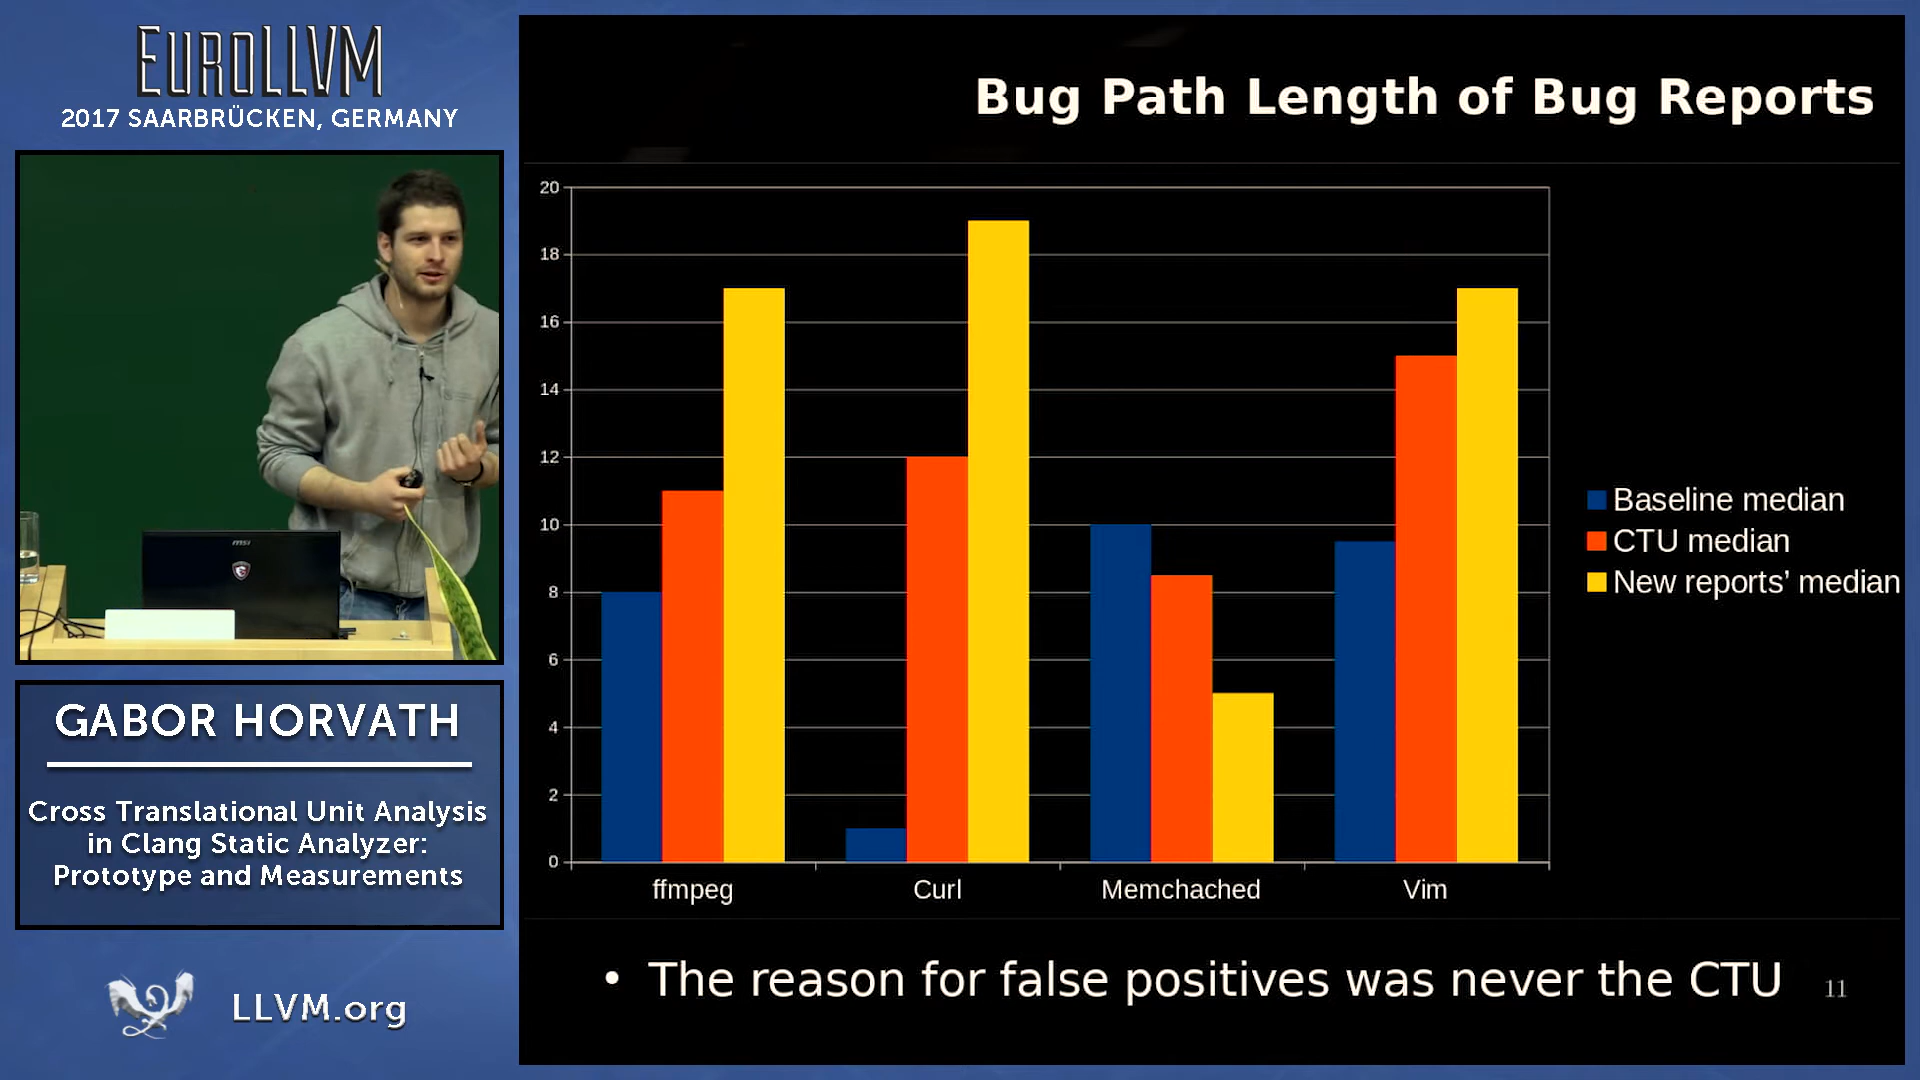 EUROLLVM
2017 SAARBRÜCKEN, GERMANY
msi
GABOR HORVATH
Cross Translational Unit Analysis
in Clang Static Analyzer:
Prototype and Measurements
LLVM.org
Bug Path Length of Bug Reports
20
18
16
14
12
10
8
6
4
2
0
ffmpeg
Curl
Memchached
Vim
Baseline median
CTU median
New reports’ median
• The reason for false positives was never the CTU
11